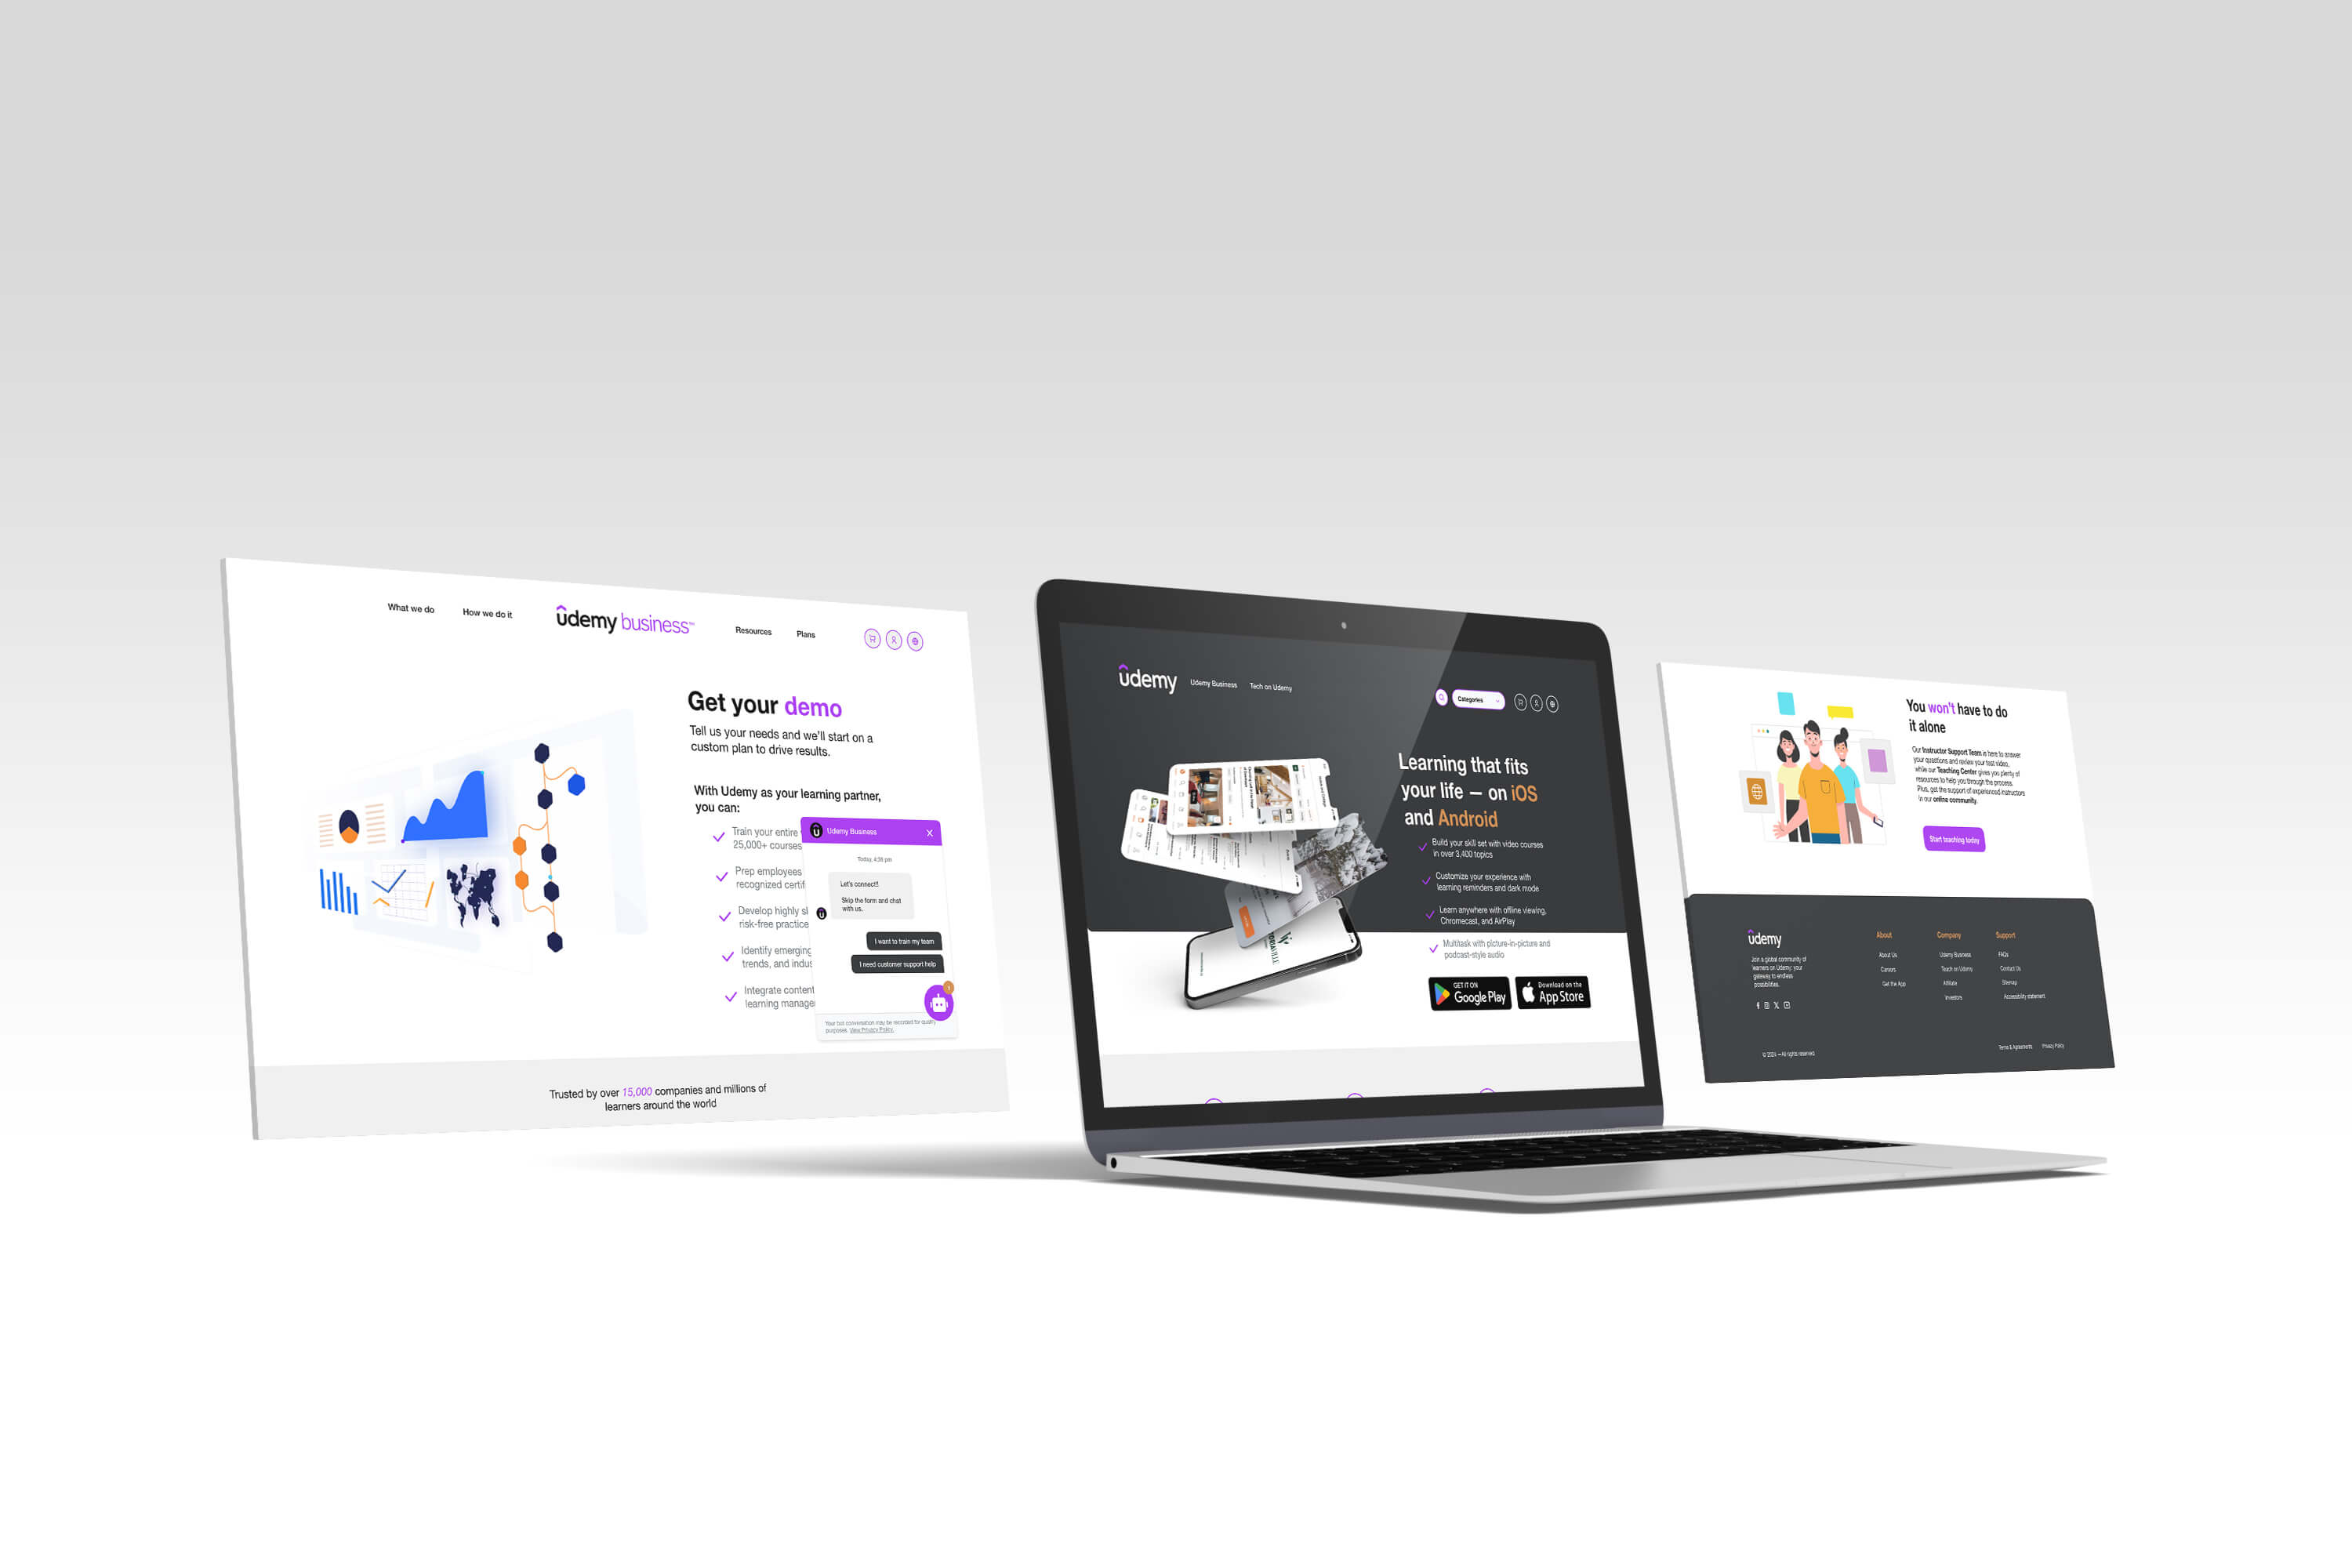 What we do
How we do it
udemy business™
Resources
Plans
Get your demo
Tell us your needs and we'll start on a
custom plan to drive results.
With Udemy as your learning partner,
you can:
Train your entire
25,000+ courses
Prep employees
recognized certif
Develop highly sk
risk-free practice
Identify emerging
trends, and indus
Integrate content
learning manage
Udemy Business
X
Today, 4:36 pm
Let's connect!!
Skip the form and chat
with us.
I want to train my team
I need customer support help
1
Your bot conversation may be recorded for quality
purposes. View Privacy Policy.
Trusted by over 15,000 companies and millions of
learners around the world
udemy
Udemy Business
Tech on Udemy
Categories
Learning that fits
your life – on iOS
and Android
Build your skill set with video courses
in over 3,400 topics
Customize your experience with
learning reminders and dark mode
Learn anywhere with offline viewing,
Chromecast, and AirPlay
Multitask with picture-in-picture and
podcast-style audio
GET IT ON
Google Play
Download on the
App Store
You won't have to do
it alone
Our Instructor Support Team is here to answer
your questions and review your test video,
while our Teaching Center gives you plenty of
resources to help you through the process.
Plus, get the support of experienced instructors
in our online community.
Start teaching today
udemy
Join a global community of
learners on Udemy: your
gateway to endless
possibilities.
About
About Us
Careers
Get the App
Company
Udemy Business
Teach on Udemy
Affiliate
Investors
Support
FAQs
Contact Us
Sitemap
Accessibility statement
© 2024 – All rights reserved.
Terms & Agreements
Privacy Policy